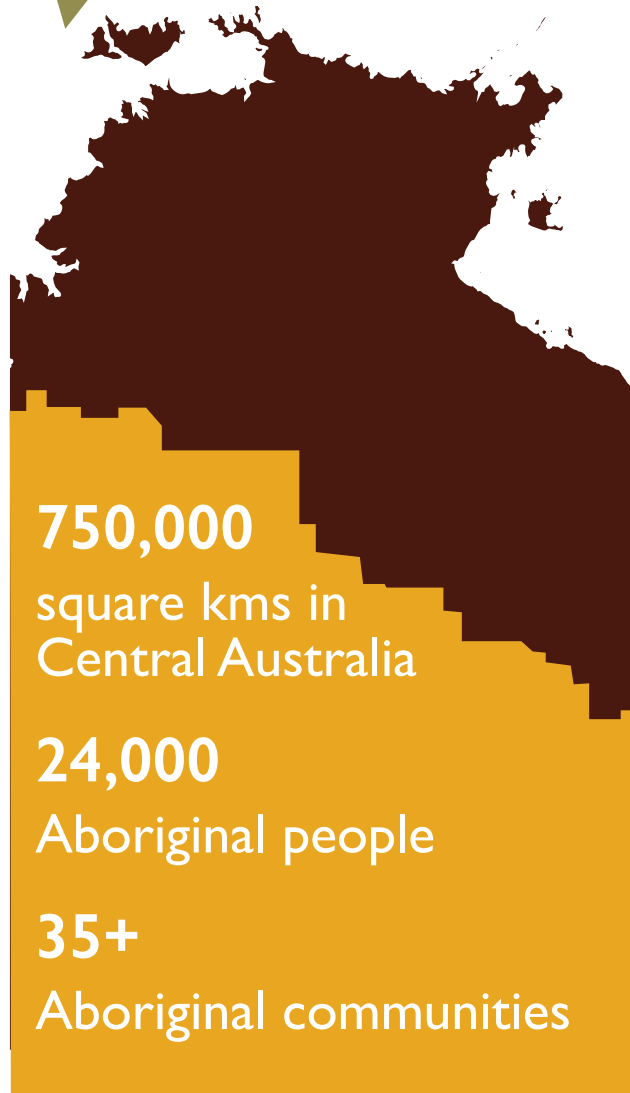 750,000
square kms in
Central Australia
24,000
Aboriginal people
35+
Aboriginal communities